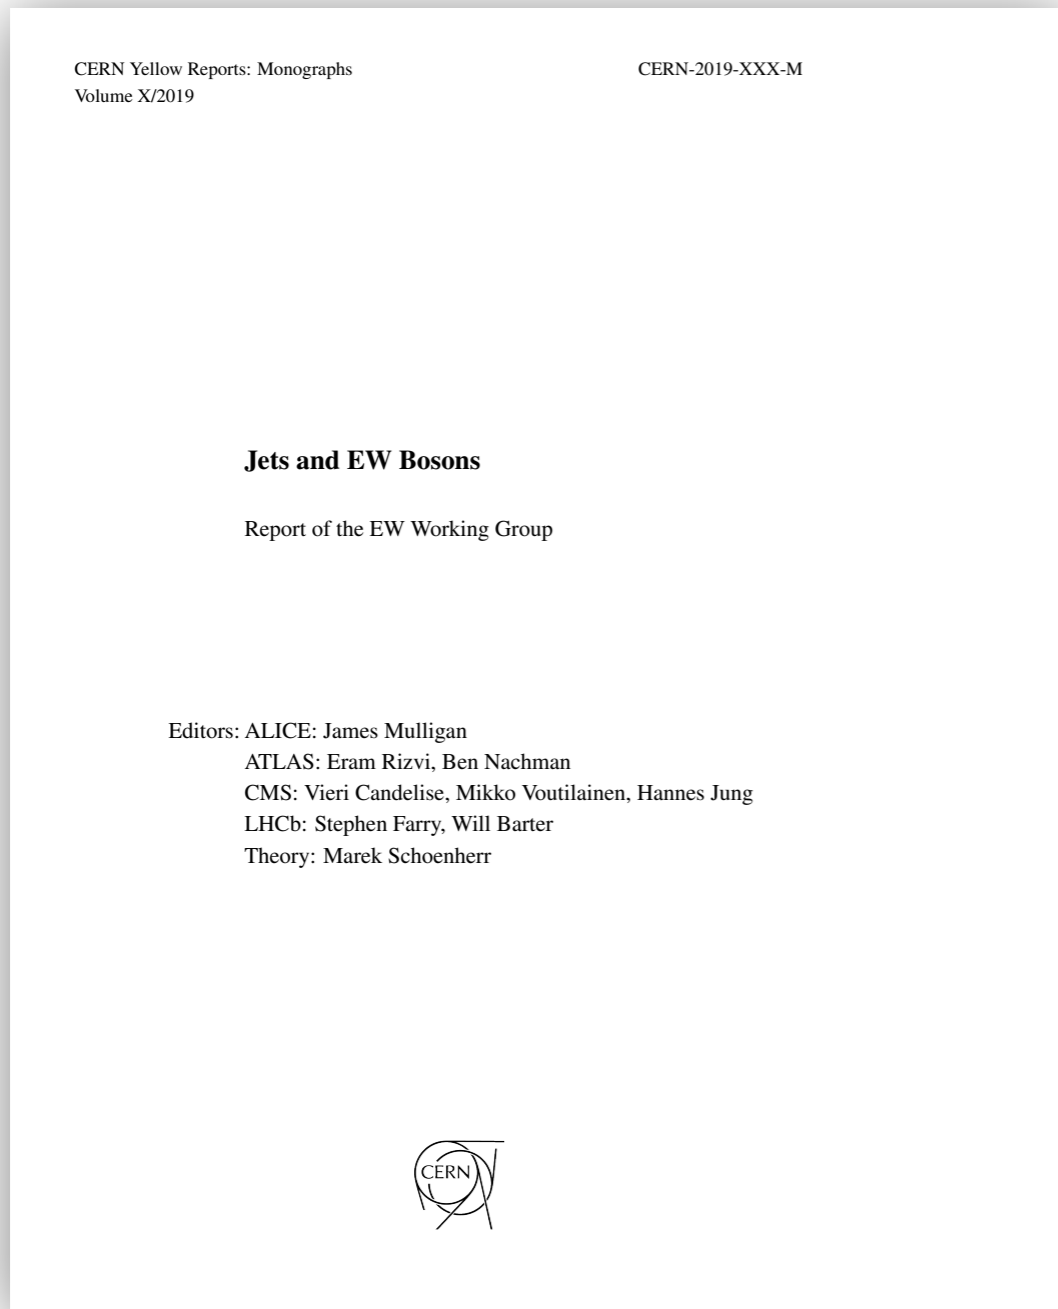 CERN Yellow Reports: Monographs CERN-2019-XXX-M
Volume X/2019
Jets and EW Bosons
Report of the EW Working Group
Editors: ALICE: James Mulligan
ATLAS: Eram Rizvi, Ben Nachman
CMS: Vieri Candelise, Mikko Voutilainen, Hannes Jung
LHCb: Stephen Farry, Will Barter
Theory: Marek Schoenherr
CERN